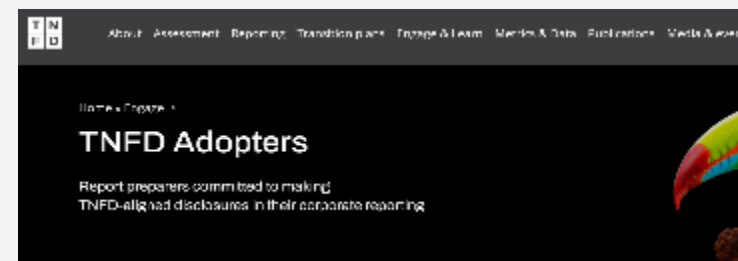 T N
F D
About Assessment Reporting Transition plans Engage & Learn Metrics & Data Publications Media &
Home » Engage »
TNFD Adopters
Report preparers committed to making
TNFD-aligned disclosures in their corporate reporting